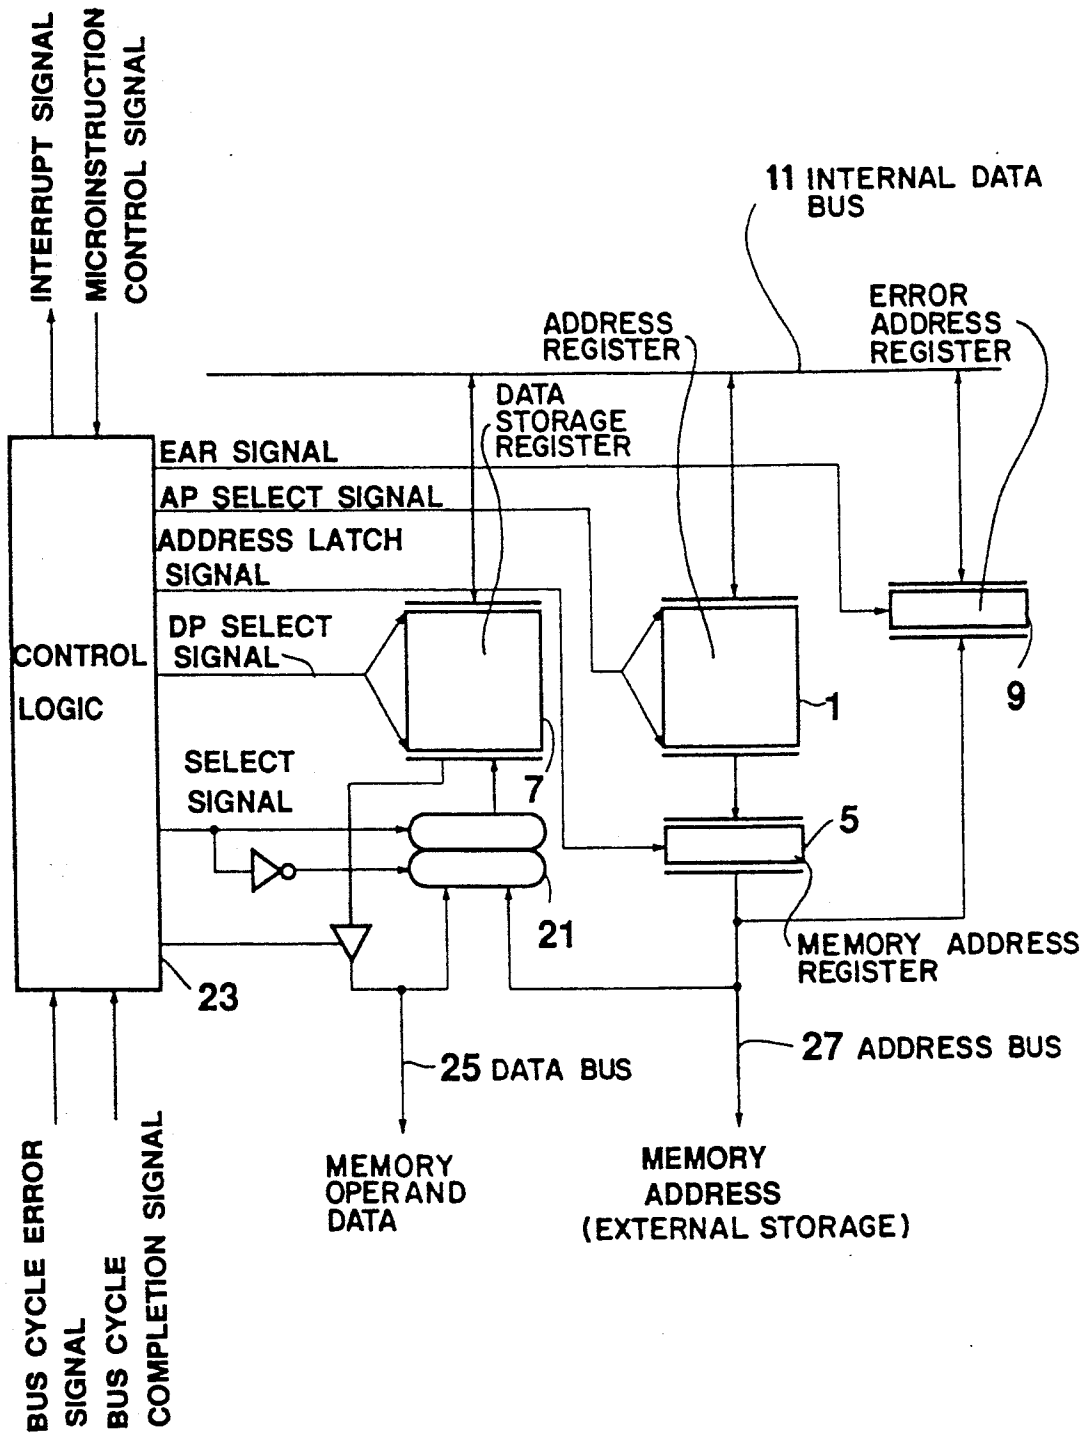 INTERRUPT SIGNAL
MICROINSTRUCTION
CONTROL SIGNAL
11 INTERNAL DATA
BUS
ADDRESS
REGISTER
ERROR
ADDRESS
REGISTER
DATA
STORAGE
REGISTER
EAR SIGNAL
AP SELECT SIGNAL
ADDRESS LATCH
SIGNAL
DP SELECT
SIGNAL
CONTROL
LOGIC
SELECT
SIGNAL
7
1
9
5
21
23
MEMORY ADDRESS
REGISTER
25 DATA BUS
27 ADDRESS BUS
MEMORY
OPERAND
DATA
MEMORY
ADDRESS
(EXTERNAL STORAGE)
BUS CYCLE ERROR
SIGNAL
BUS CYCLE
COMPLETION SIGNAL